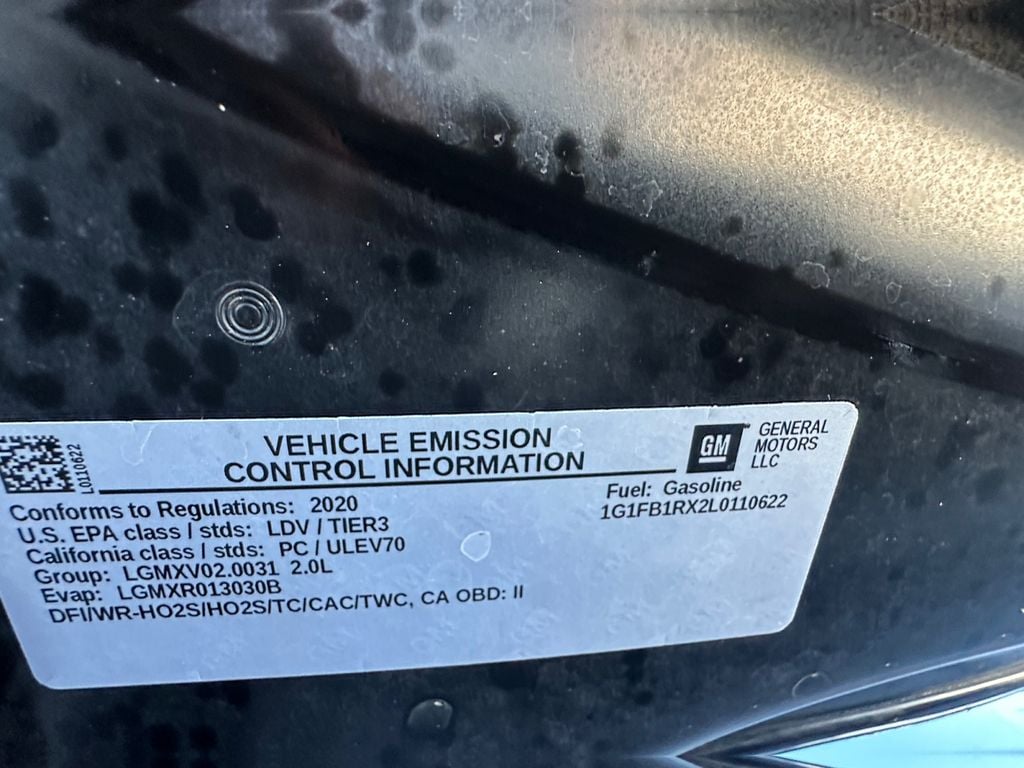 L0110622
VEHICLE EMISSION
CONTROL INFORMATION
GM
GENERAL
MOTORS
LLC
Conforms to Regulations: 2020
U.S. EPA class / stds: LDV / TIER3
California class / stds: PC / ULEV70
Group: LGMXV02.0031 2.0L
Evap: LGMXR013030B
DFI/WR-HO2S/HO2S/TC/CAC/TWC, CA OBD: II
Fuel: Gasoline
1G1FB1RX2L0110622